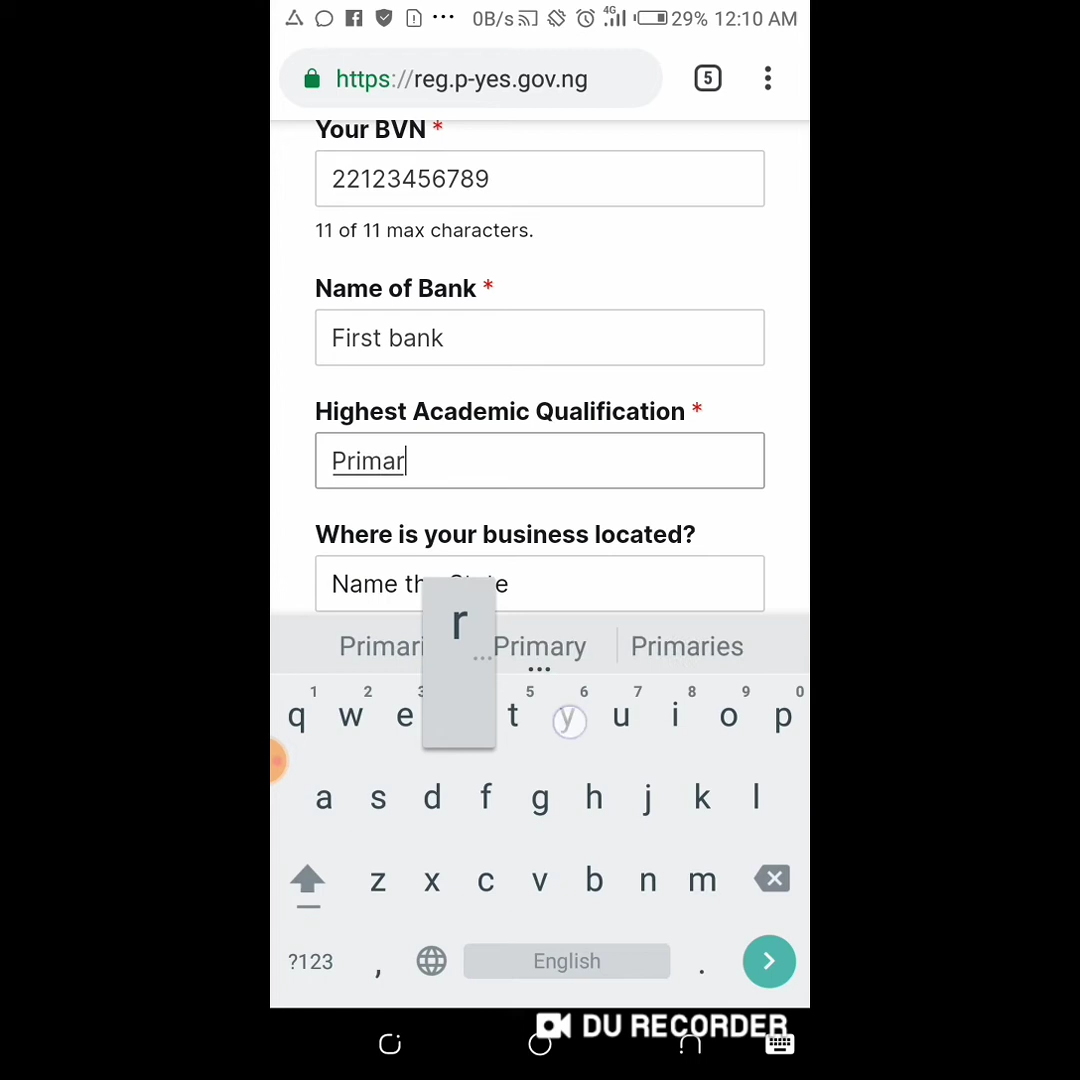 0B/s 4G 29% 12:10 AM
https://reg.p-yes.gov.ng 5
Your BVN *
22123456789
11 of 11 max characters.
Name of Bank *
First bank
Highest Academic Qualification *
Primar
Where is your business located?
Name th
r
Primary Primaries
1 2 3 5 6 7 8 9 0
q w e t y u i o p
a s d f g h j k l
z x c v b n m
?123 , English .
DU RECORDER